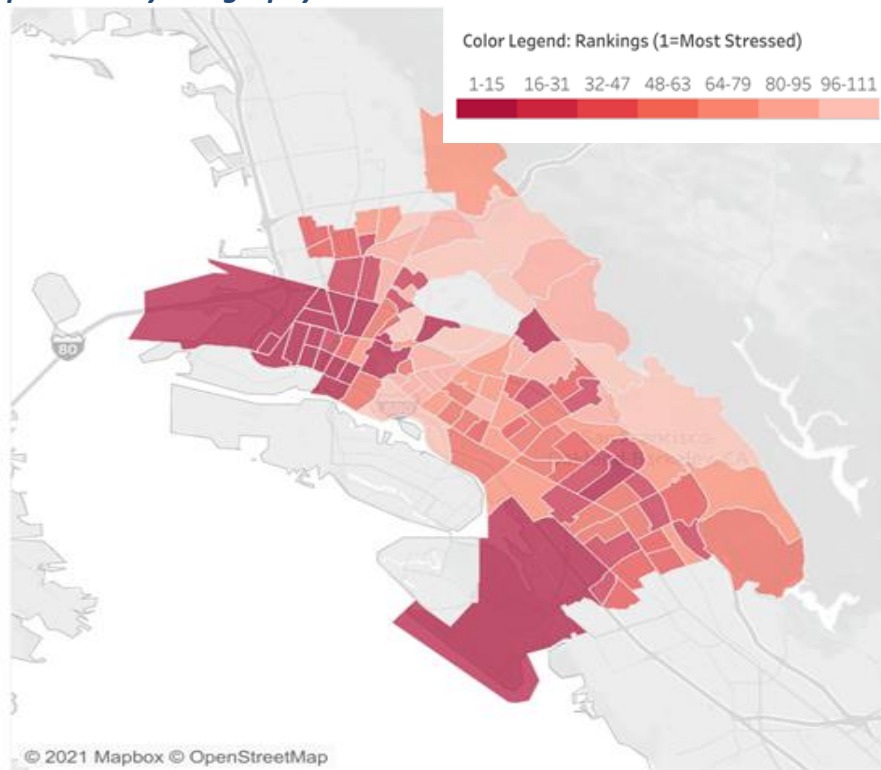 Color Legend: Rankings (1=Most Stressed)
1-15 16-31 32-47 48-63 64-79 80-95 96-111
80
© 2021 Mapbox © OpenStreetMap